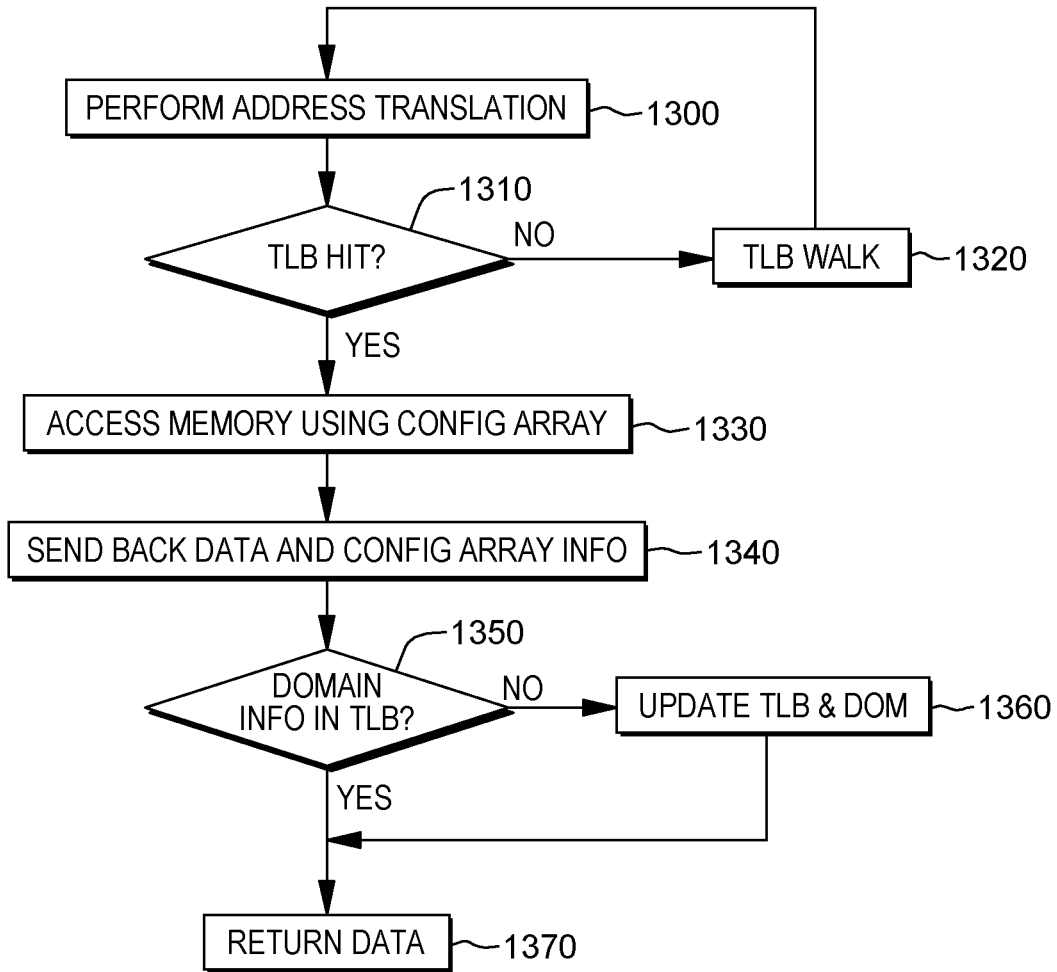 PERFORM ADDRESS TRANSLATION
1300
1310
TLB HIT?
NO
TLB WALK
1320
YES
ACCESS MEMORY USING CONFIG ARRAY
1330
SEND BACK DATA AND CONFIG ARRAY INFO
1340
1350
DOMAIN
INFO IN TLB?
NO
UPDATE TLB & DOM
1360
YES
RETURN DATA
1370